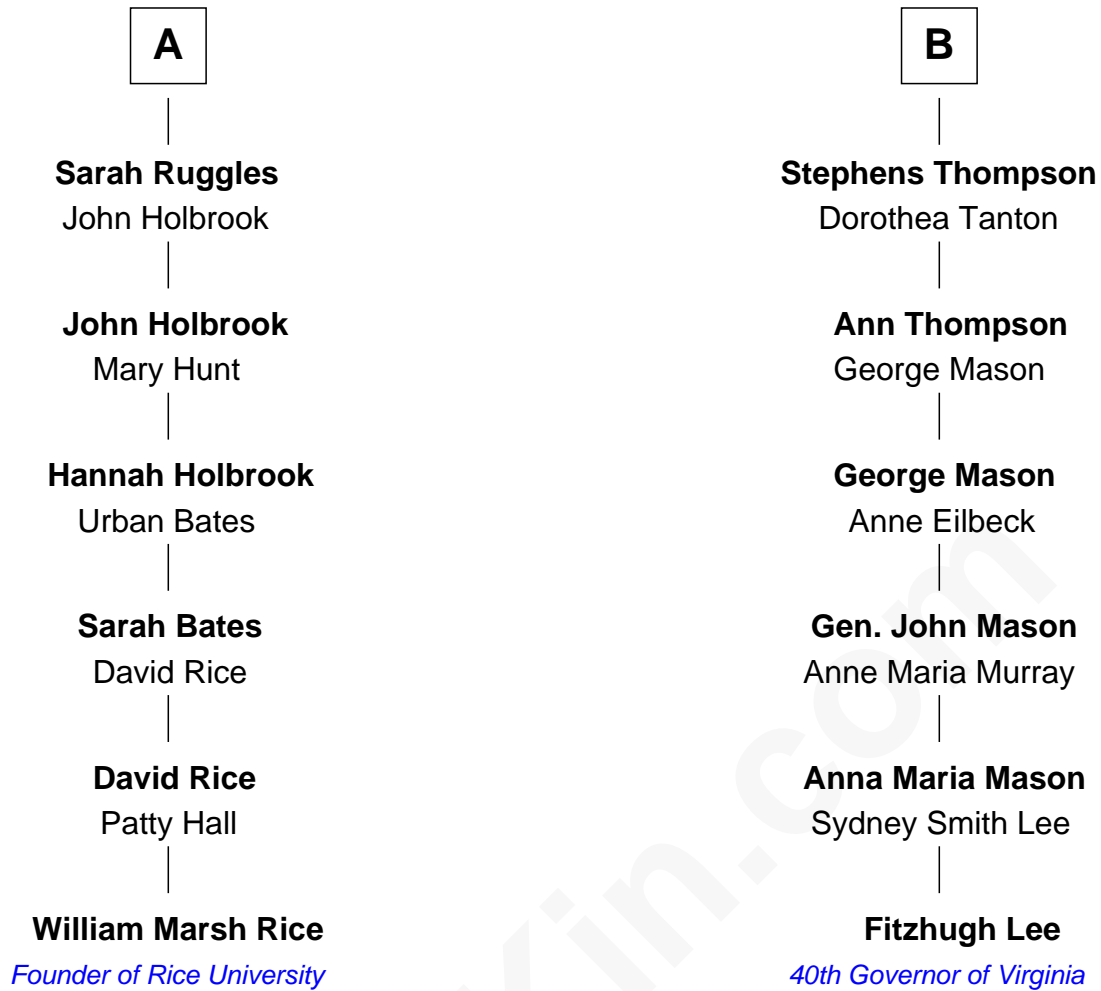 A
Sarah Ruggles
John Holbrook
John Holbrook
Mary Hunt
Hannah Holbrook
Urban Bates
Sarah Bates
David Rice
David Rice
Patty Hall
William Marsh Rice
Founder of Rice University
B
Stephens Thompson
Dorothea Tanton
Ann Thompson
George Mason
George Mason
Anne Eilbeck
Gen. John Mason
Anne Maria Murray
Anna Maria Mason
Sydney Smith Lee
Fitzhugh Lee
40th Governor of Virginia
Kin.com